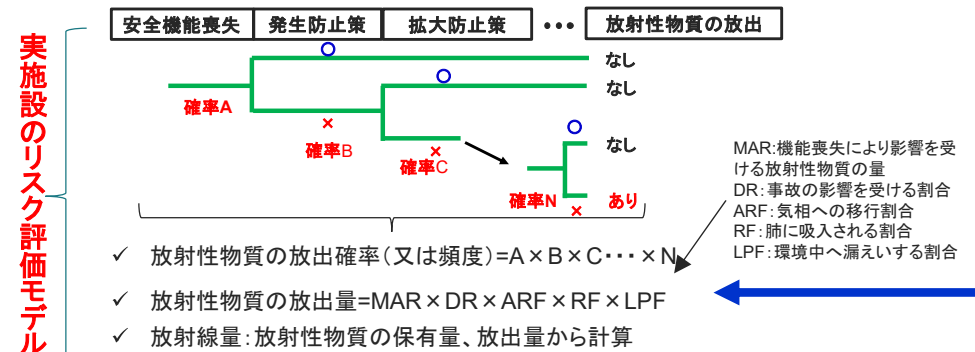 安全機能喪失 発生防止策 拡大防止策 ・・・ 放射性物質の放出
実施設のリスク評価モデル
○ なし
○ なし
確率A
×
確率B
×
確率C
○
なし
確率N
×
あり
MAR:機能喪失により影響を受
ける放射性物質の量
DR:事故の影響を受ける割合
ARF:気相への移行割合
RF:肺に吸入される割合
LPF:環境中へ漏えいする割合
✓ 放射性物質の放出確率(又は頻度)=A×B×C・・・×N
✓ 放射性物質の放出量=MAR×DR×ARF×RF×LPF
✓ 放射線量:放射性物質の保有量、放出量から計算